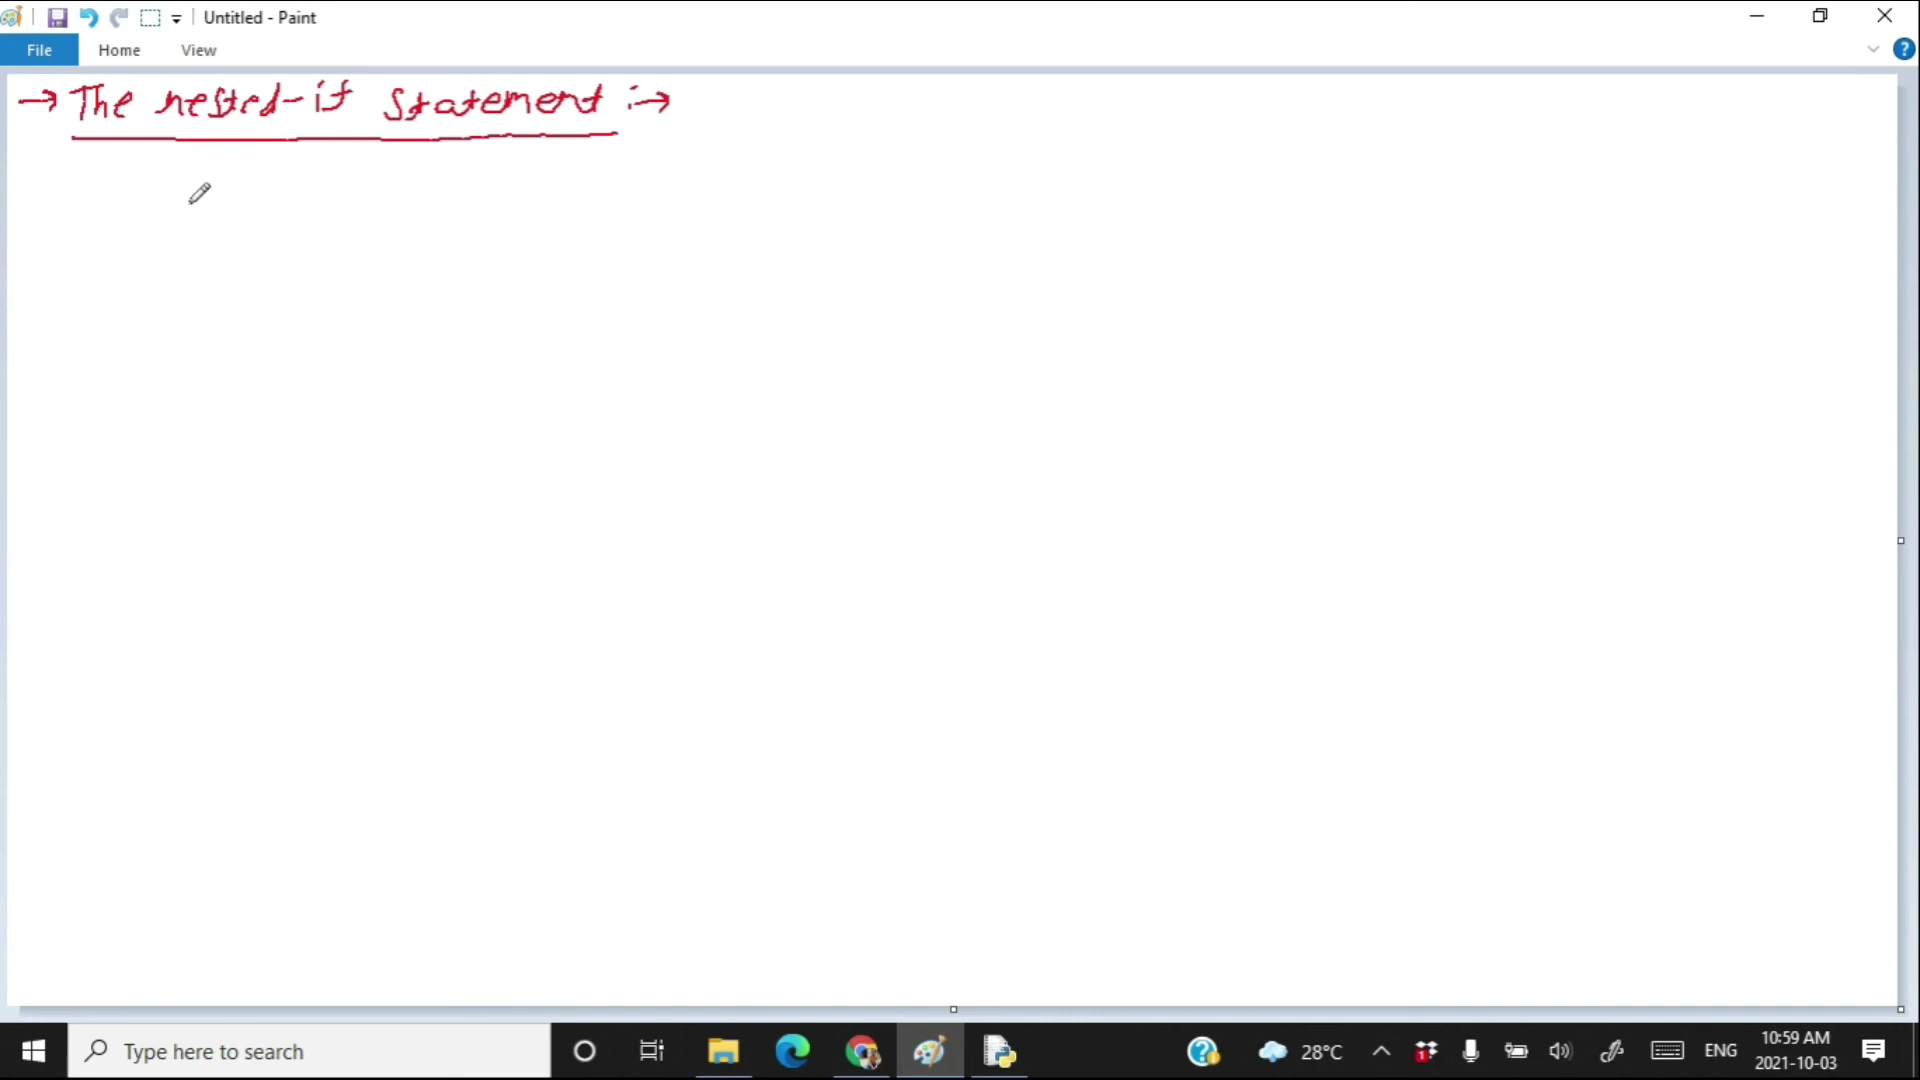 Untitled - Paint
File Home View
→ The nested-if statement :→
Type here to search
28°C
1
ENG
10:59 AM
2021-10-03